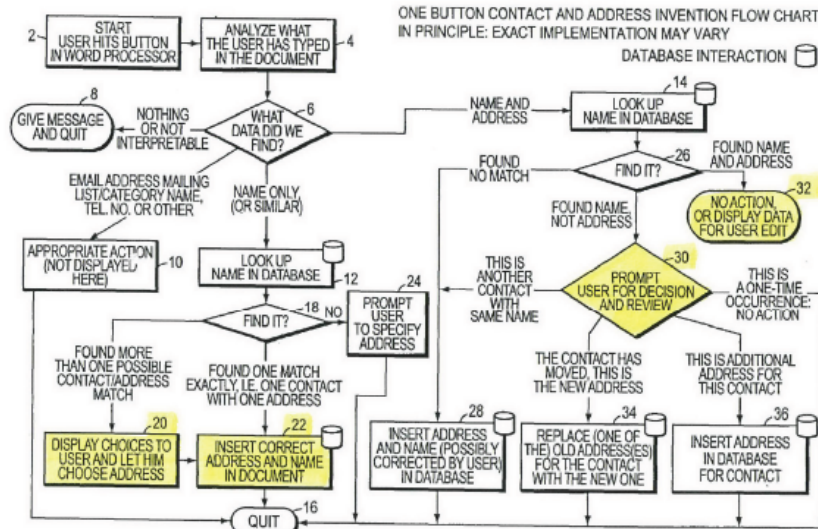 ONE BUTTON CONTACT AND ADDRESS INVENTION FLOW CHART
IN PRINCIPLE: EXACT IMPLEMENTATION MAY VARY
DATABASE INTERACTION
2
START
USER HITS BUTTON
IN WORD PROCESSOR
4
ANALYZE WHAT
THE USER HAS TYPED
IN THE DOCUMENT
6
WHAT
DATA DID WE
FIND?
8
GIVE MESSAGE
AND QUIT
NOTHING
OR NOT
INTERPRETABLE
NAME AND
ADDRESS
14
LOOK UP
NAME IN DATABASE
EMAIL ADDRESS MAILING
LIST/CATEGORY NAME,
TEL. NO. OR OTHER
NAME ONLY,
(OR SIMILAR)
FOUND
NO MATCH
26
FIND IT?
FOUND NAME
AND ADDRESS
32
NO ACTION,
OR DISPLAY DATA
FOR USER EDIT
FOUND NAME,
NOT ADDRESS
APPROPRIATE ACTION
(NOT DISPLAYED
HERE)
10
LOOK UP
NAME IN DATABASE
12
24
PROMPT
USER
TO SPECIFY
ADDRESS
THIS IS
ANOTHER
CONTACT
WITH
SAME NAME
30
PROMPT
USER FOR DECISION
AND REVIEW
THIS IS
A ONE-TIME
OCCURRENCE:
NO ACTION
18
FIND IT?
NO
FOUND MORE
THAN ONE POSSIBLE
CONTACT/ADDRESS
MATCH
FOUND ONE MATCH
EXACTLY, I.E. ONE CONTACT
WITH ONE ADDRESS
THE CONTACT HAS
MOVED, THIS IS
THE NEW ADDRESS
THIS IS ADDITIONAL
ADDRESS FOR
THIS CONTACT
20
DISPLAY CHOICES TO
USER AND LET HIM
CHOOSE ADDRESS
22
INSERT CORRECT
ADDRESS AND NAME
IN DOCUMENT
28
INSERT ADDRESS
AND NAME (POSSIBLY
CORRECTED BY USER)
IN DATABASE
34
REPLACE (ONE OF
THE) OLD ADDRESS(ES)
FOR THE CONTACT
WITH THE NEW ONE
36
INSERT ADDRESS
IN DATABASE
FOR CONTACT
16
QUIT